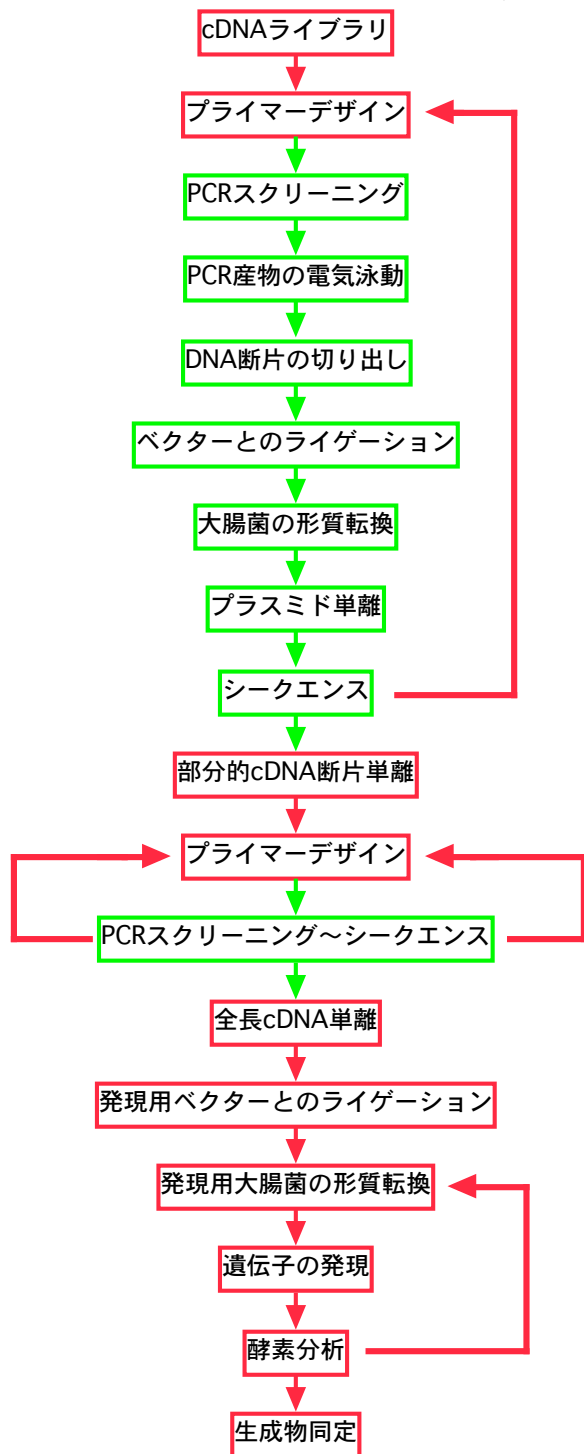 cDNAライブラリ
プライマーデザイン
PCRスクリーニング
PCR産物の電気泳動
DNA断片の切り出し
ベクターとのライゲーション
大腸菌の形質転換
プラスミド単離
シークエンス
部分的cDNA断片単離
プライマーデザイン
PCRスクリーニング〜シークエンス
全長cDNA単離
発現用ベクターとのライゲーション
発現用大腸菌の形質転換
遺伝子の発現
酵素分析
生成物同定